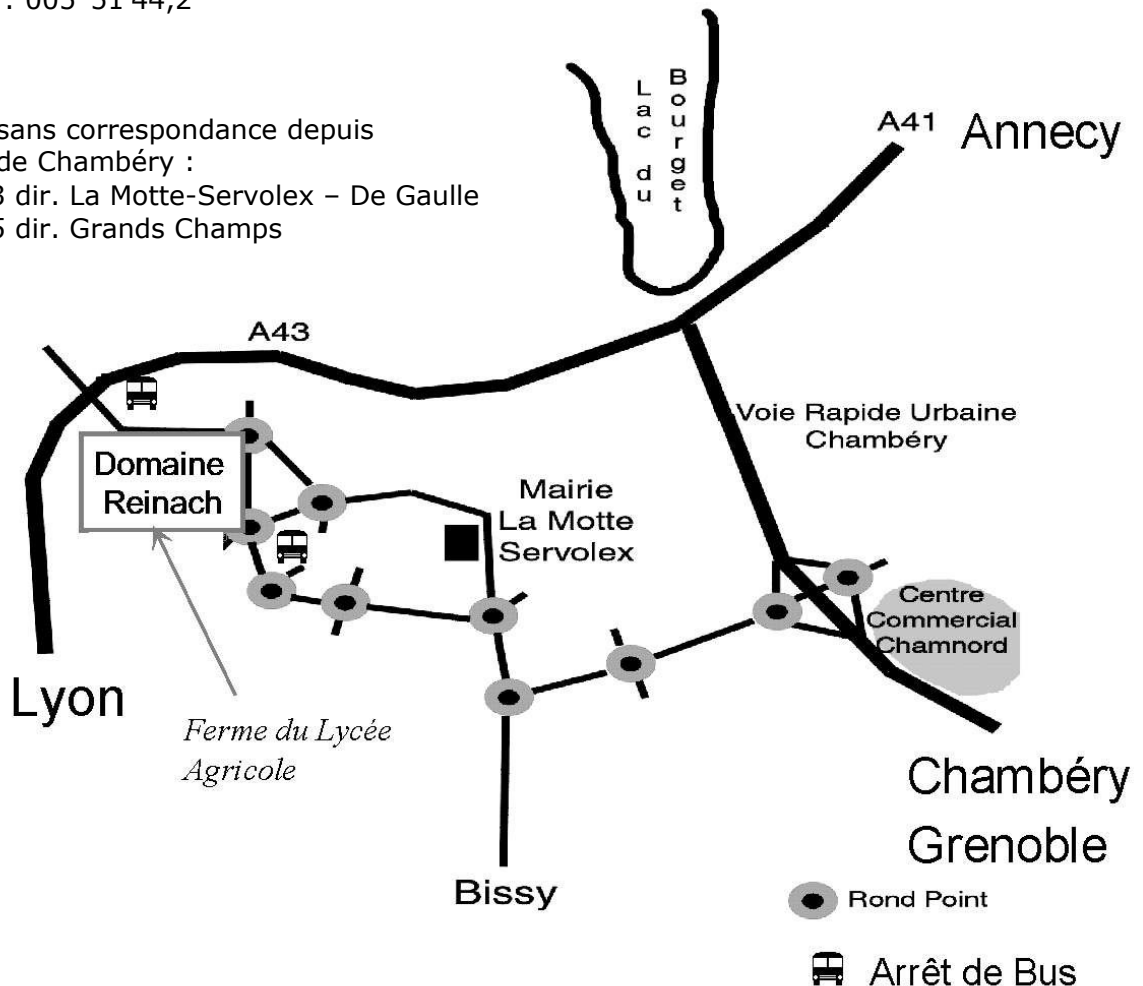 : 005°51'44,2
sans correspondance depuis
de Chambéry :
dir. La Motte-Servolex – De Gaulle
dir. Grands Champs
Lac du
Bourget
A41
Annecy
A43
Voie Rapide Urbaine
Chambéry
Domaine
Reinach
Mairie
La Motte
Servolex
Centre
Commercial
Chamnord
Lyon
Ferme du Lycée
Agricole
Chambéry
Grenoble
Bissy
Rond Point
Arrêt de Bus